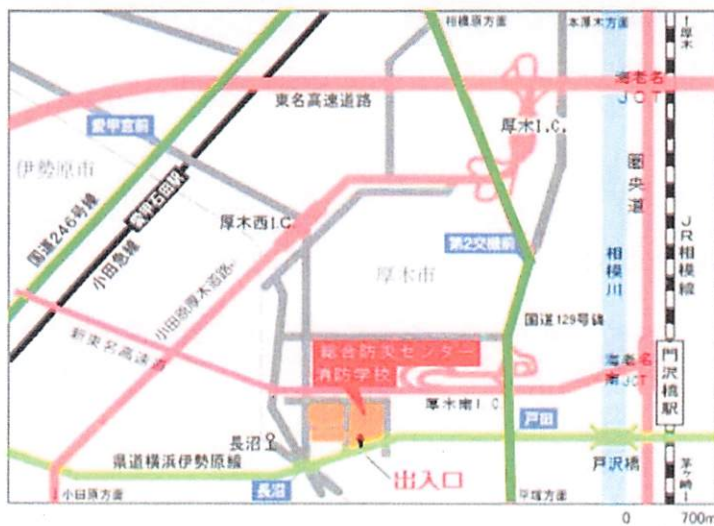 相模原方面
本厚木方面
↑厚木
東名高速道路
海老名
JCT
愛甲宮前
厚木I.C.
伊勢原市
圏央道
愛甲石田駅
国道246号線
小田急線
厚木西I.C.
第2交機前
相模川
JR相模線
厚木市
小田原厚木道路
国道129号線
新東名高速道
総合防災センター
消防学校
海老名
南JCT
門沢橋駅
厚木南I.C.
戸田
長沼
県道横浜伊勢原線
戸沢橋
出入口
長沼
小田原方面
平塚方面
茅ヶ崎↓
0 700m